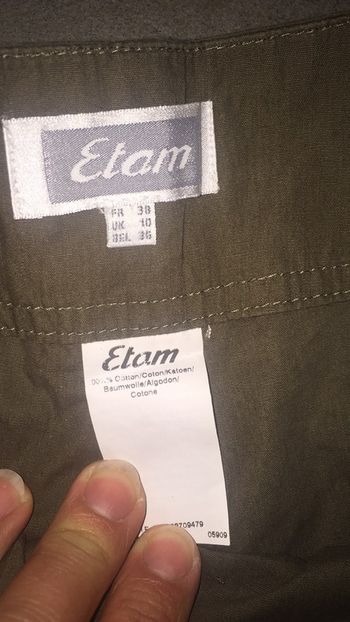 Etam
FR 38
UK 10
BEL 36
Etam
Cotton/Coton/Katoen/
Baumwolle/Algodon/
Cotone
05909